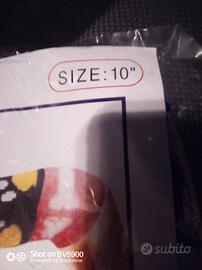 SIZE:10"
Shot on BV5900
Powered by Blackview
subito